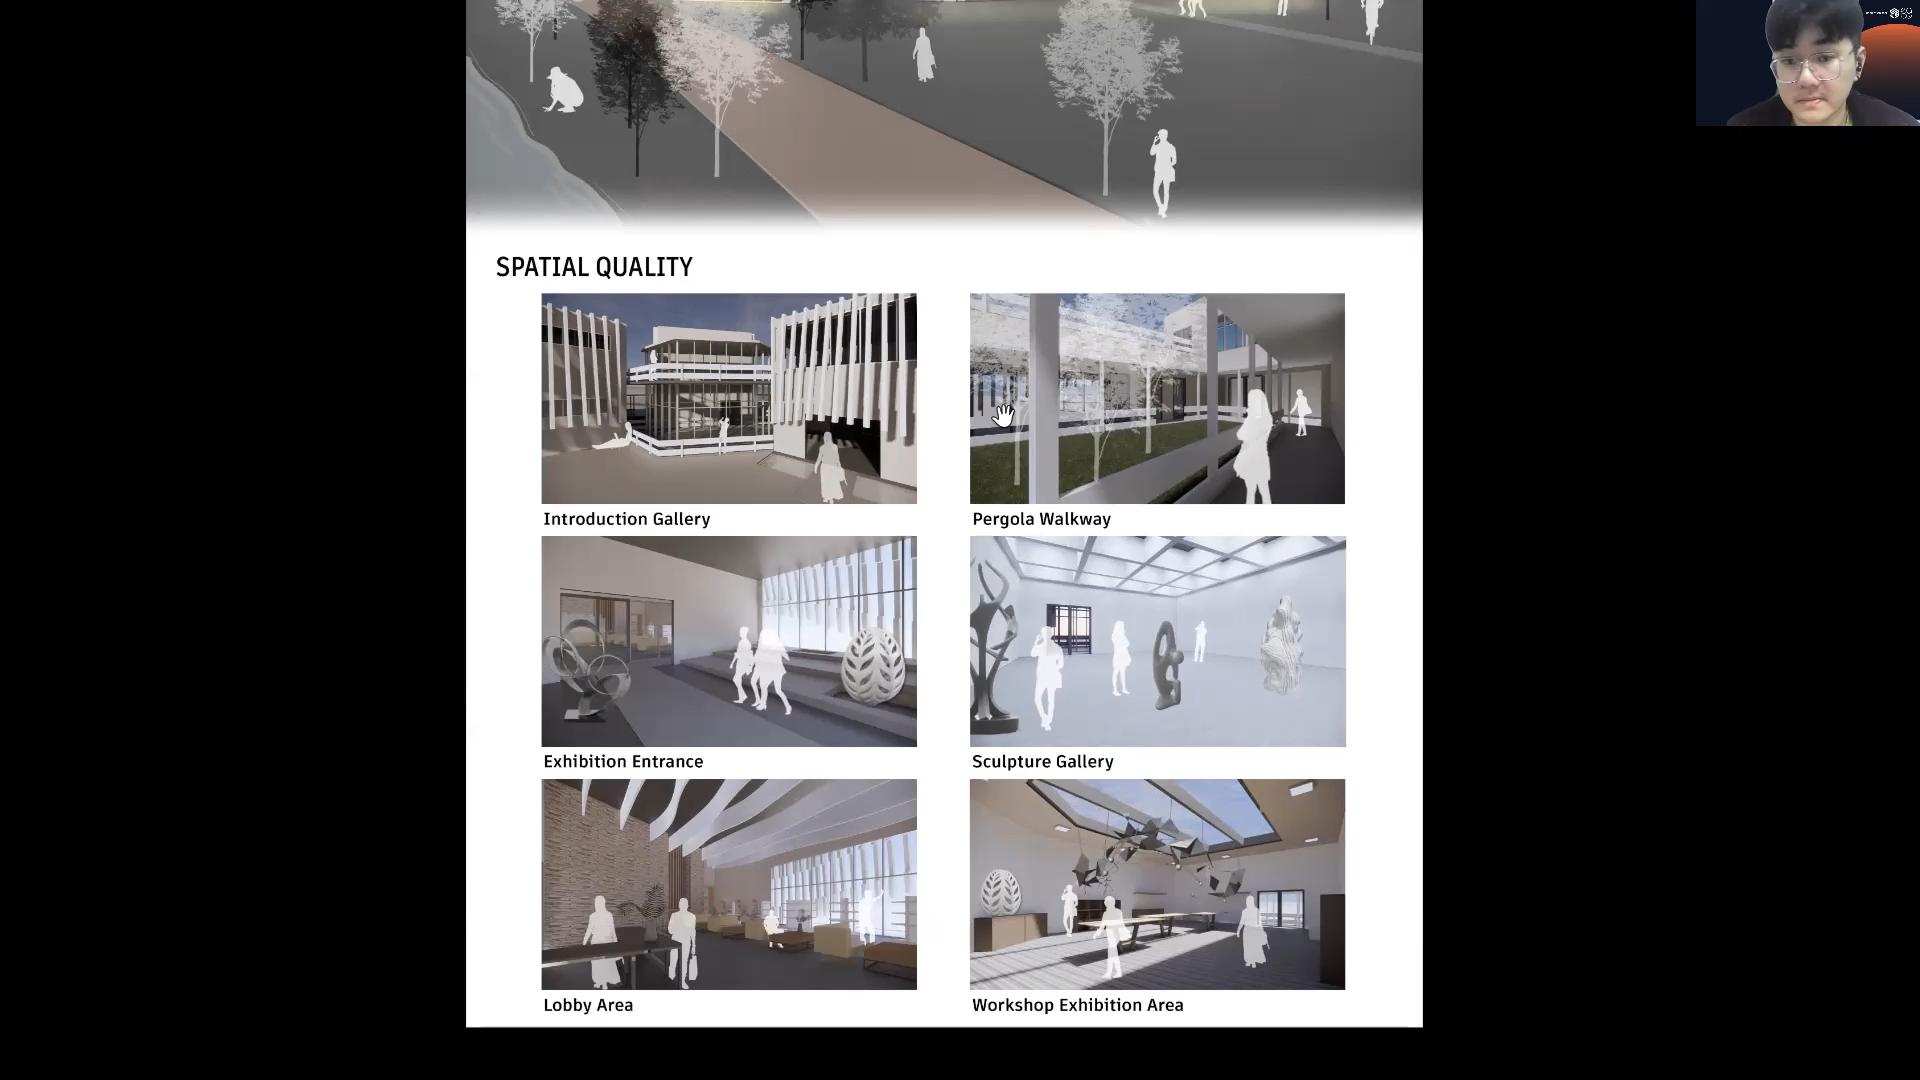 SPATIAL QUALITY
Introduction Gallery
Pergola Walkway
Exhibition Entrance
Sculpture Gallery
Lobby Area
Workshop Exhibition Area